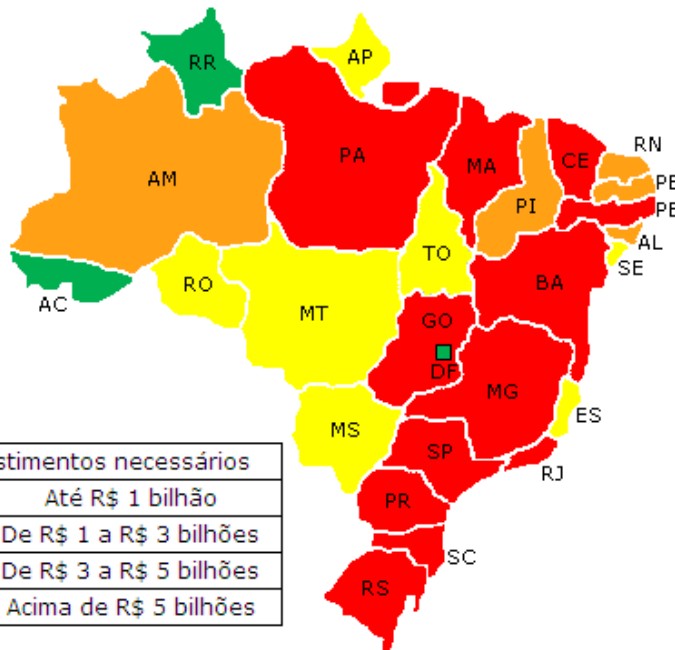 RR
AP
RN
PA
MA
CE
AM
PI
PE
AL
TO
SE
AC
RO
MT
BA
GO
DF
MG
MS
ES
SP
RJ
necessários
Até R$ 1 bilhão
PR
De R$ 1 a R$ 3 bilhões
SC
De R$ 3 a R$ 5 bilhões
RS
Acima de R$ 5 bilhões